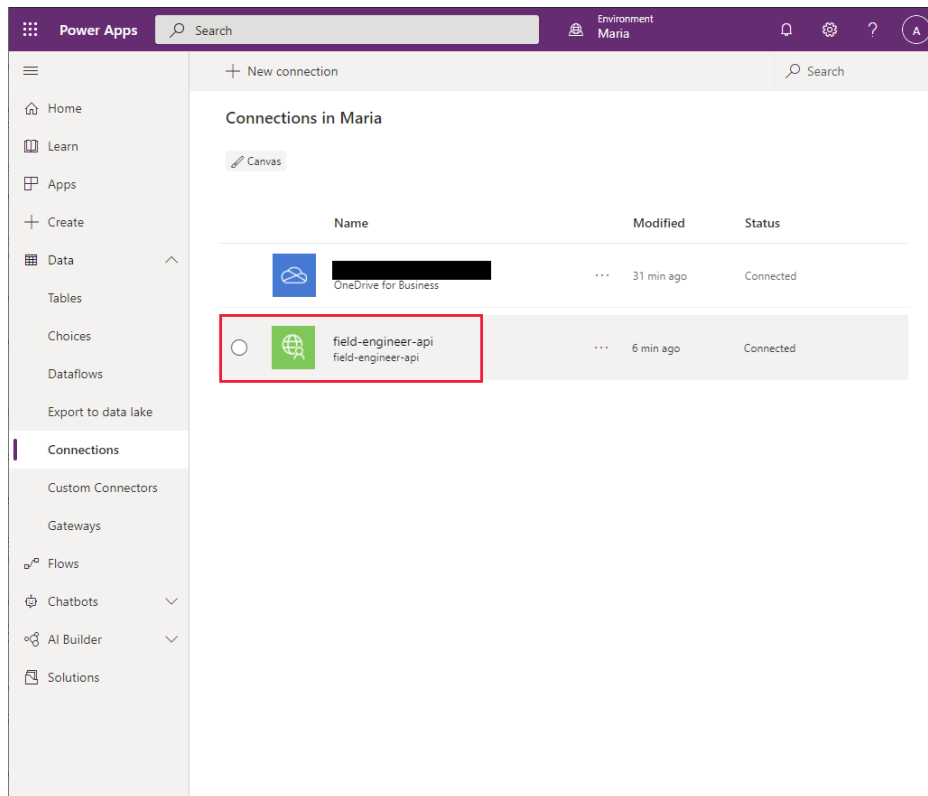 Power Apps
Search
Environment
Maria
?
A
New connection
Search
Home
Learn
Apps
Create
Data
Tables
Choices
Dataflows
Export to data lake
Connections
Custom Connectors
Gateways
Flows
Chatbots
AI Builder
Solutions
Connections in Maria
Canvas
Name Modified Status
OneDrive for Business
... 31 min ago Connected
field-engineer-api
field-engineer-api
... 6 min ago Connected